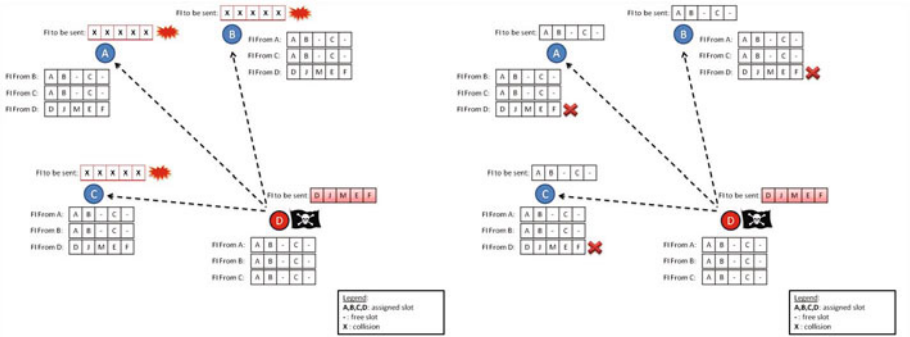 FI to be sent: X X X X X
FI to be sent: X X X X X
A
B
FI From A: A B - C -
FI From C: A B - C -
FI From D: D J M E F
FI From B: A B - C -
FI From C: A B - C -
FI From D: D J M E F
FI to be sent: X X X X X
C
FI From A: A B - C -
FI From B: A B - C -
FI From D: D J M E F
FI to be sent: D J M E F
D
FI From A: A B - C -
FI From B: A B - C -
FI From C: A B - C -
Legend:
A,B,C,D: assigned slot
- : free slot
X : collision
FI to be sent: A B - C -
FI to be sent: A B - C -
A
B
FI From A: A B - C -
FI From C: A B - C -
FI From D: D J M E F
FI From B: A B - C -
FI From C: A B - C -
FI From D: D J M E F
FI to be sent: A B - C -
C
FI From A: A B - C -
FI From B: A B - C -
FI From D: D J M E F
FI to be sent: D J M E F
D
FI From A: A B - C -
FI From B: A B - C -
FI From C: A B - C -
Legend:
A,B,C,D: assigned slot
- : free slot
X : collision